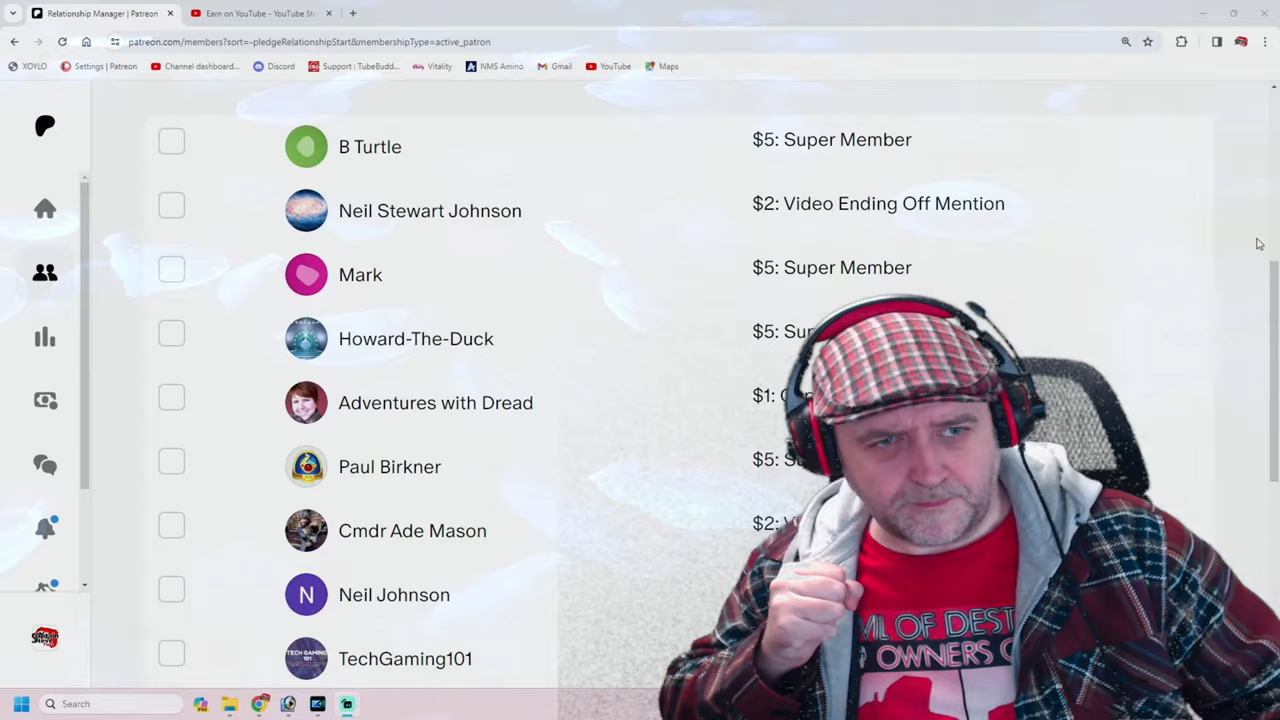 Relationship Manager | Patreon
Earn on YouTube - YouTube St
patreon.com/members?sort=-pledgeRelationshipStart&membershipType=active_patron
XOYLO
Settings | Patreon
Channel dashboard...
Discord
Support : TubeBudd...
Vitality
NMS Amino
Gmail
YouTube
Maps
B Turtle
$5: Super Member
Neil Stewart Johnson
$2: Video Ending Off Mention
Mark
$5: Super Member
Howard-The-Duck
$5: Su
Adventures with Dread
$1:
Paul Birkner
$5: S
Cmdr Ade Mason
$2: V
N
Neil Johnson
TECH GAMING
101
TechGaming101
OF DEST
OWNERS
Search